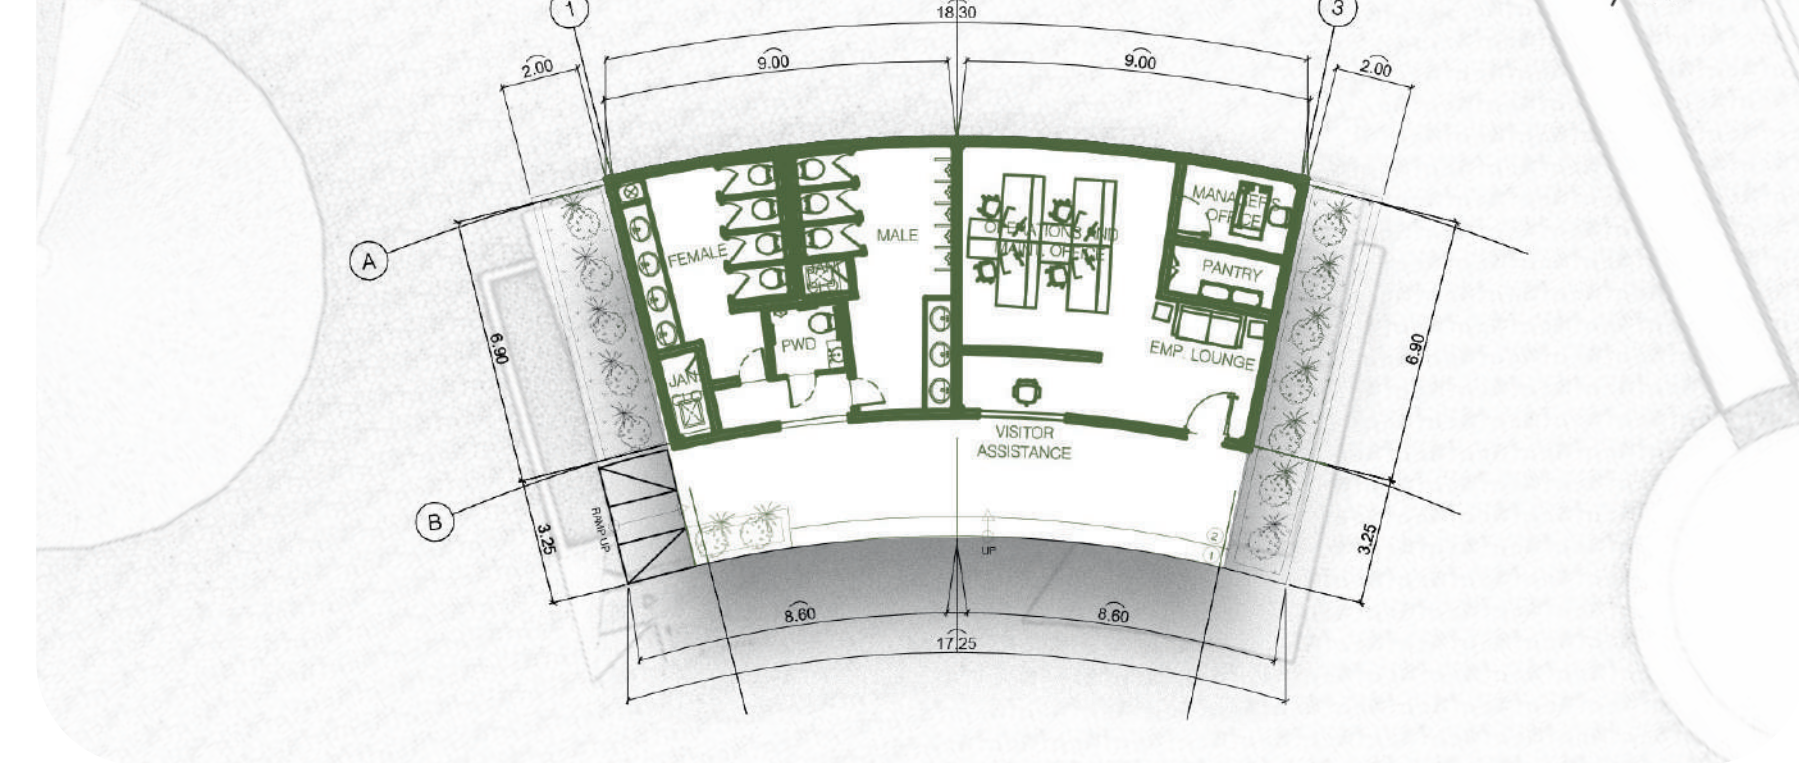 1
18.30
3
2.00
9.00
9.00
2.00
A
MANAGER'S
OFFICE
FEMALE
MALE
OPERATIONS AND
MAIN. OFFICE
PANTRY
6.90
PWD
EMP. LOUNGE
6.90
JAN.
VISITOR
ASSISTANCE
B
RAMP UP
3.25
UP
2
1
3.25
8.60
8.60
17.25